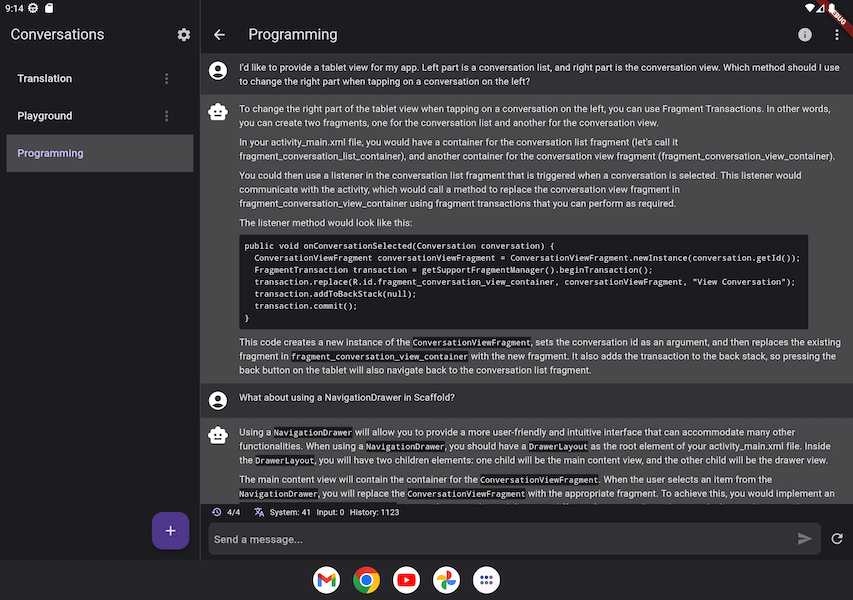 9:14
DEBUG
Conversations
Programming
Translation
Playground
Programming
I'd like to provide a tablet view for my app. Left part is a conversation list, and right part is the conversation view. Which method should I use
to change the right part when tapping on a conversation on the left?
To change the right part of the tablet view when tapping on a conversation on the left, you can use Fragment Transactions. In other words,
you can create two fragments, one for the conversation list and another for the conversation view.
In your activity_main.xml file, you would have a container for the conversation list fragment (let's call it
fragment_conversation_list_container), and another container for the conversation view fragment (fragment_conversation_view_container).
You could then use a listener in the conversation list fragment that is triggered when a conversation is selected. This listener would
communicate with the activity, which would call a method to replace the conversation view fragment in
fragment_conversation_view_container using fragment transactions that you can perform as required.
The listener method would look like this:
public void onConversationSelected(Conversation conversation) {
ConversationViewFragment conversationViewFragment = ConversationViewFragment.newInstance(conversation.getId());
FragmentTransaction transaction = getSupportFragmentManager().beginTransaction();
transaction.replace(R.id.fragment_conversation_view_container, conversationViewFragment, "View Conversation");
transaction.addToBackStack(null);
transaction.commit();
}
This code creates a new instance of the ConversationViewFragment, sets the conversation id as an argument, and then replaces the existing
fragment in fragment_conversation_view_container with the new fragment. It also adds the transaction to the back stack, so pressing the
back button on the tablet will also navigate back to the conversation list fragment.
What about using a NavigationDrawer in Scaffold?
Using a NavigationDrawer will allow you to provide a more user-friendly and intuitive interface that can accommodate many other
functionalities. When using a NavigationDrawer, you should have a DrawerLayout as the root element of your activity_main.xml file. Inside
the DrawerLayout, you will have two children elements: one child will be the main content view, and the other child will be the drawer view.
The main content view will contain the container for the ConversationViewFragment. When the user selects an item from the
NavigationDrawer, you will replace the ConversationViewFragment with the appropriate fragment. To achieve this, you would implement an
4/4 System: 41 Input: 0 History: 1123
Send a message...